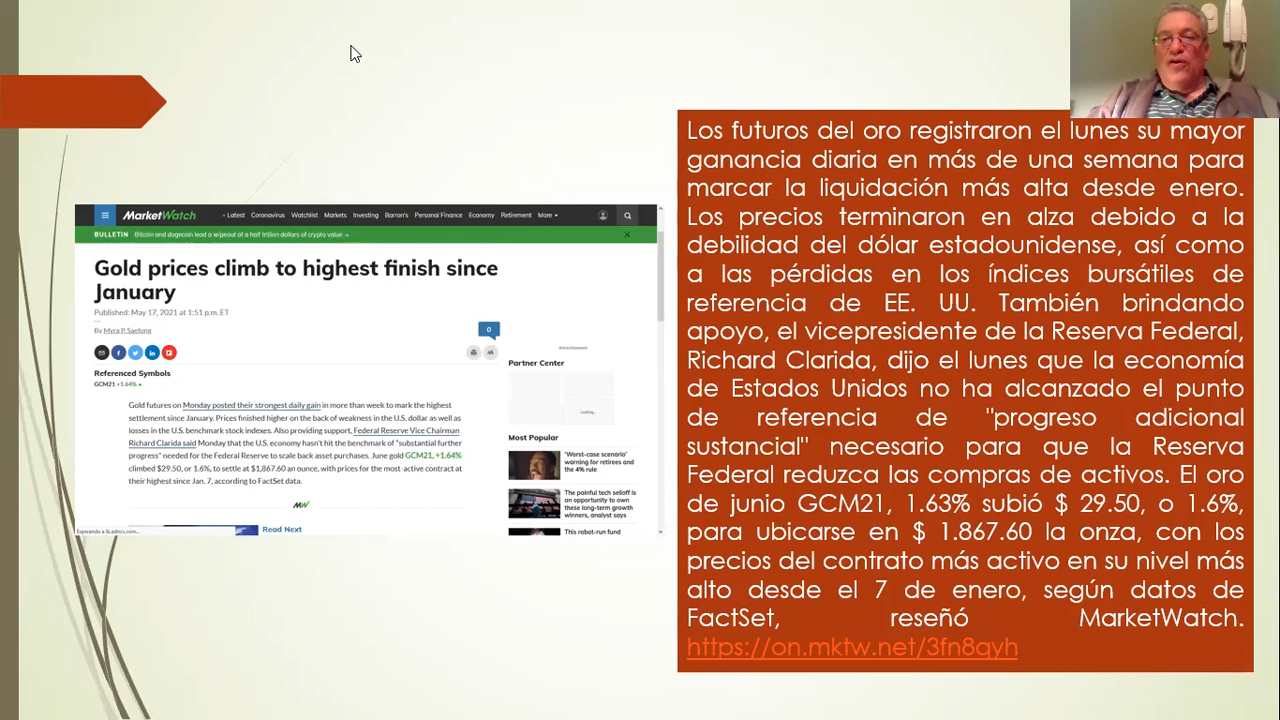 MarketWatch
Latest Coronavirus Watchlist Markets Investing Barron's Personal Finance Economy Retirement More
BULLETIN Bitcoin and dogecoin lead a wipeout of a half trillion dollars of crypto value →
Gold prices climb to highest finish since
January
Published: May 17, 2021 at 1:51 p.m. ET
By Myra P. Saefong
0
Referenced Symbols
GCM21 +1.64%
Gold futures on Monday posted their strongest daily gain in more than week to mark the highest
settlement since January. Prices finished higher on the back of weakness in the U.S. dollar as well as
losses in the U.S. benchmark stock indexes. Also providing support, Federal Reserve Vice Chairman
Richard Clarida said Monday that the U.S. economy hasn't hit the benchmark of "substantial further
progress" needed for the Federal Reserve to scale back asset purchases. June gold GCM21, +1.64%
climbed $29.50, or 1.6%, to settle at $1,867.60 an ounce, with prices for the most-active contract at
their highest since Jan. 7, according to FactSet data.
MW
Read Next
Advertisement
Partner Center
Loading...
Most Popular
'Worst-case scenario'
warning for retirees and
the 4% rule
The painful tech selloff is
an opportunity to own
these long-term growth
winners, analyst says
This robot-run fund
Los futuros del oro registraron el lunes su mayor
ganancia diaria en más de una semana para
marcar la liquidación más alta desde enero.
Los precios terminaron en alza debido a la
debilidad del dólar estadounidense, así como
a las pérdidas en los índices bursátiles de
referencia de EE. UU. También brindando
apoyo, el vicepresidente de la Reserva Federal,
Richard Clarida, dijo el lunes que la economía
de Estados Unidos no ha alcanzado el punto
de referencia de "progreso adicional
sustancial" necesario para que la Reserva
Federal reduzca las compras de activos. El oro
de junio GCM21, 1.63% subió $ 29.50, o 1.6%,
para ubicarse en $ 1.867.60 la onza, con los
precios del contrato más activo en su nivel más
alto desde el 7 de enero, según datos de
FactSet, reseñó MarketWatch.
https://on.mktw.net/3fn8qyh